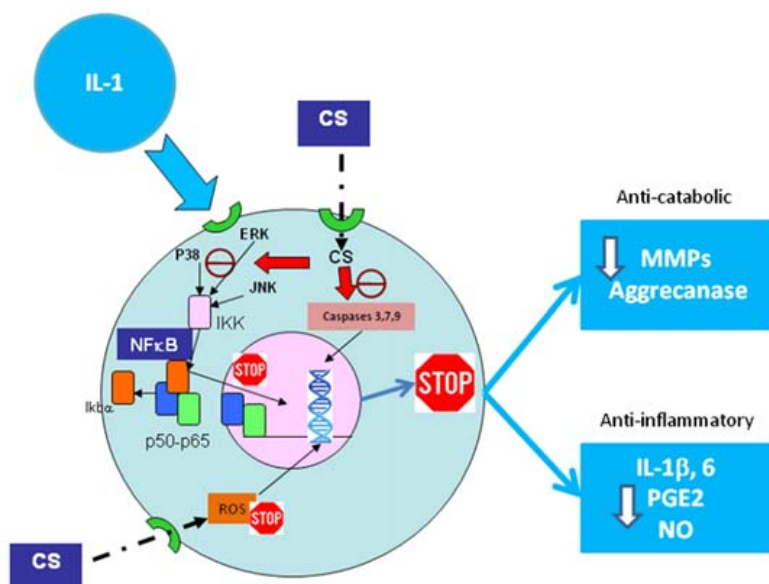 IL-1
CS
ERK
P38
CS
JNK
IKK
Caspases 3,7,9
NFκB
STOP
Ikbα
p50-p65
ROS
STOP
CS
STOP
Anti-catabolic
MMPs
Aggrecanase
Anti-inflammatory
IL-1β, 6
PGE2
NO